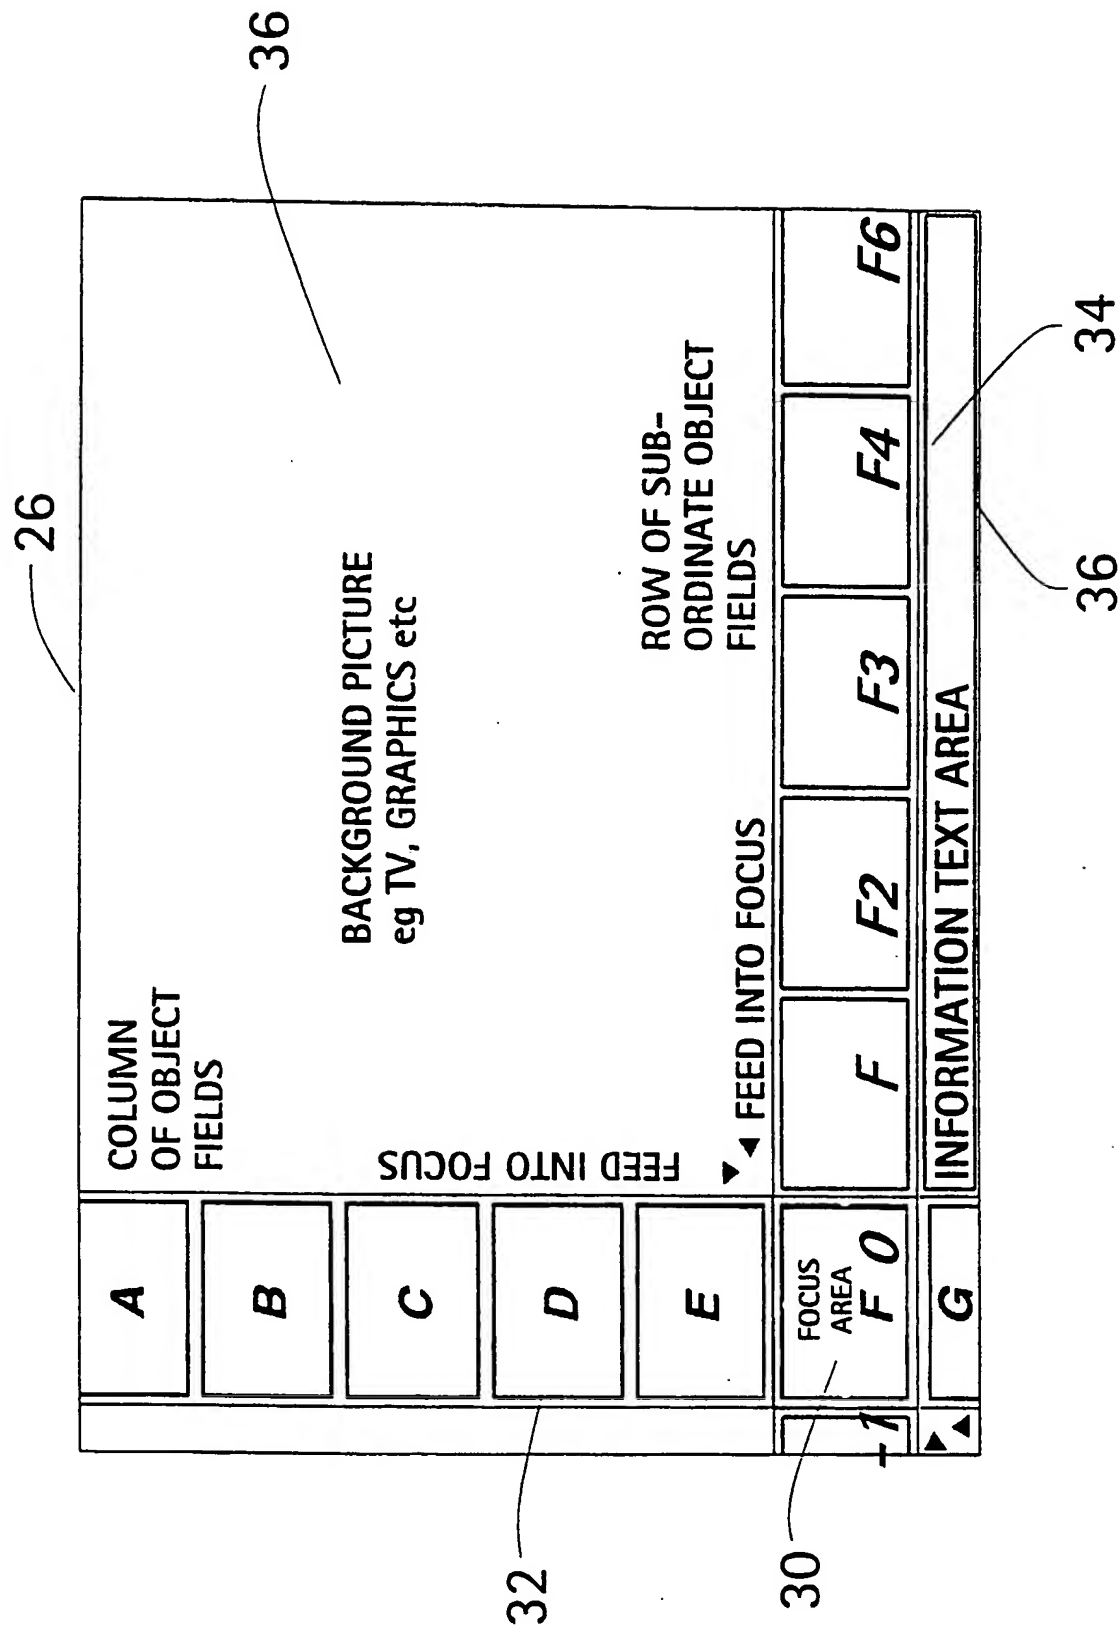 26
36
COLUMN
OF OBJECT
FIELDS
BACKGROUND PICTURE
eg TV, GRAPHICS etc
FEED INTO FOCUS
ROW OF SUB-
ORDINATE OBJECT
FIELDS
FEED INTO FOCUS
A
B
C
D
E
32
30
FOCUS
AREA
F 0
-1
F
F2
F3
F4
F6
G
INFORMATION TEXT AREA
34
36